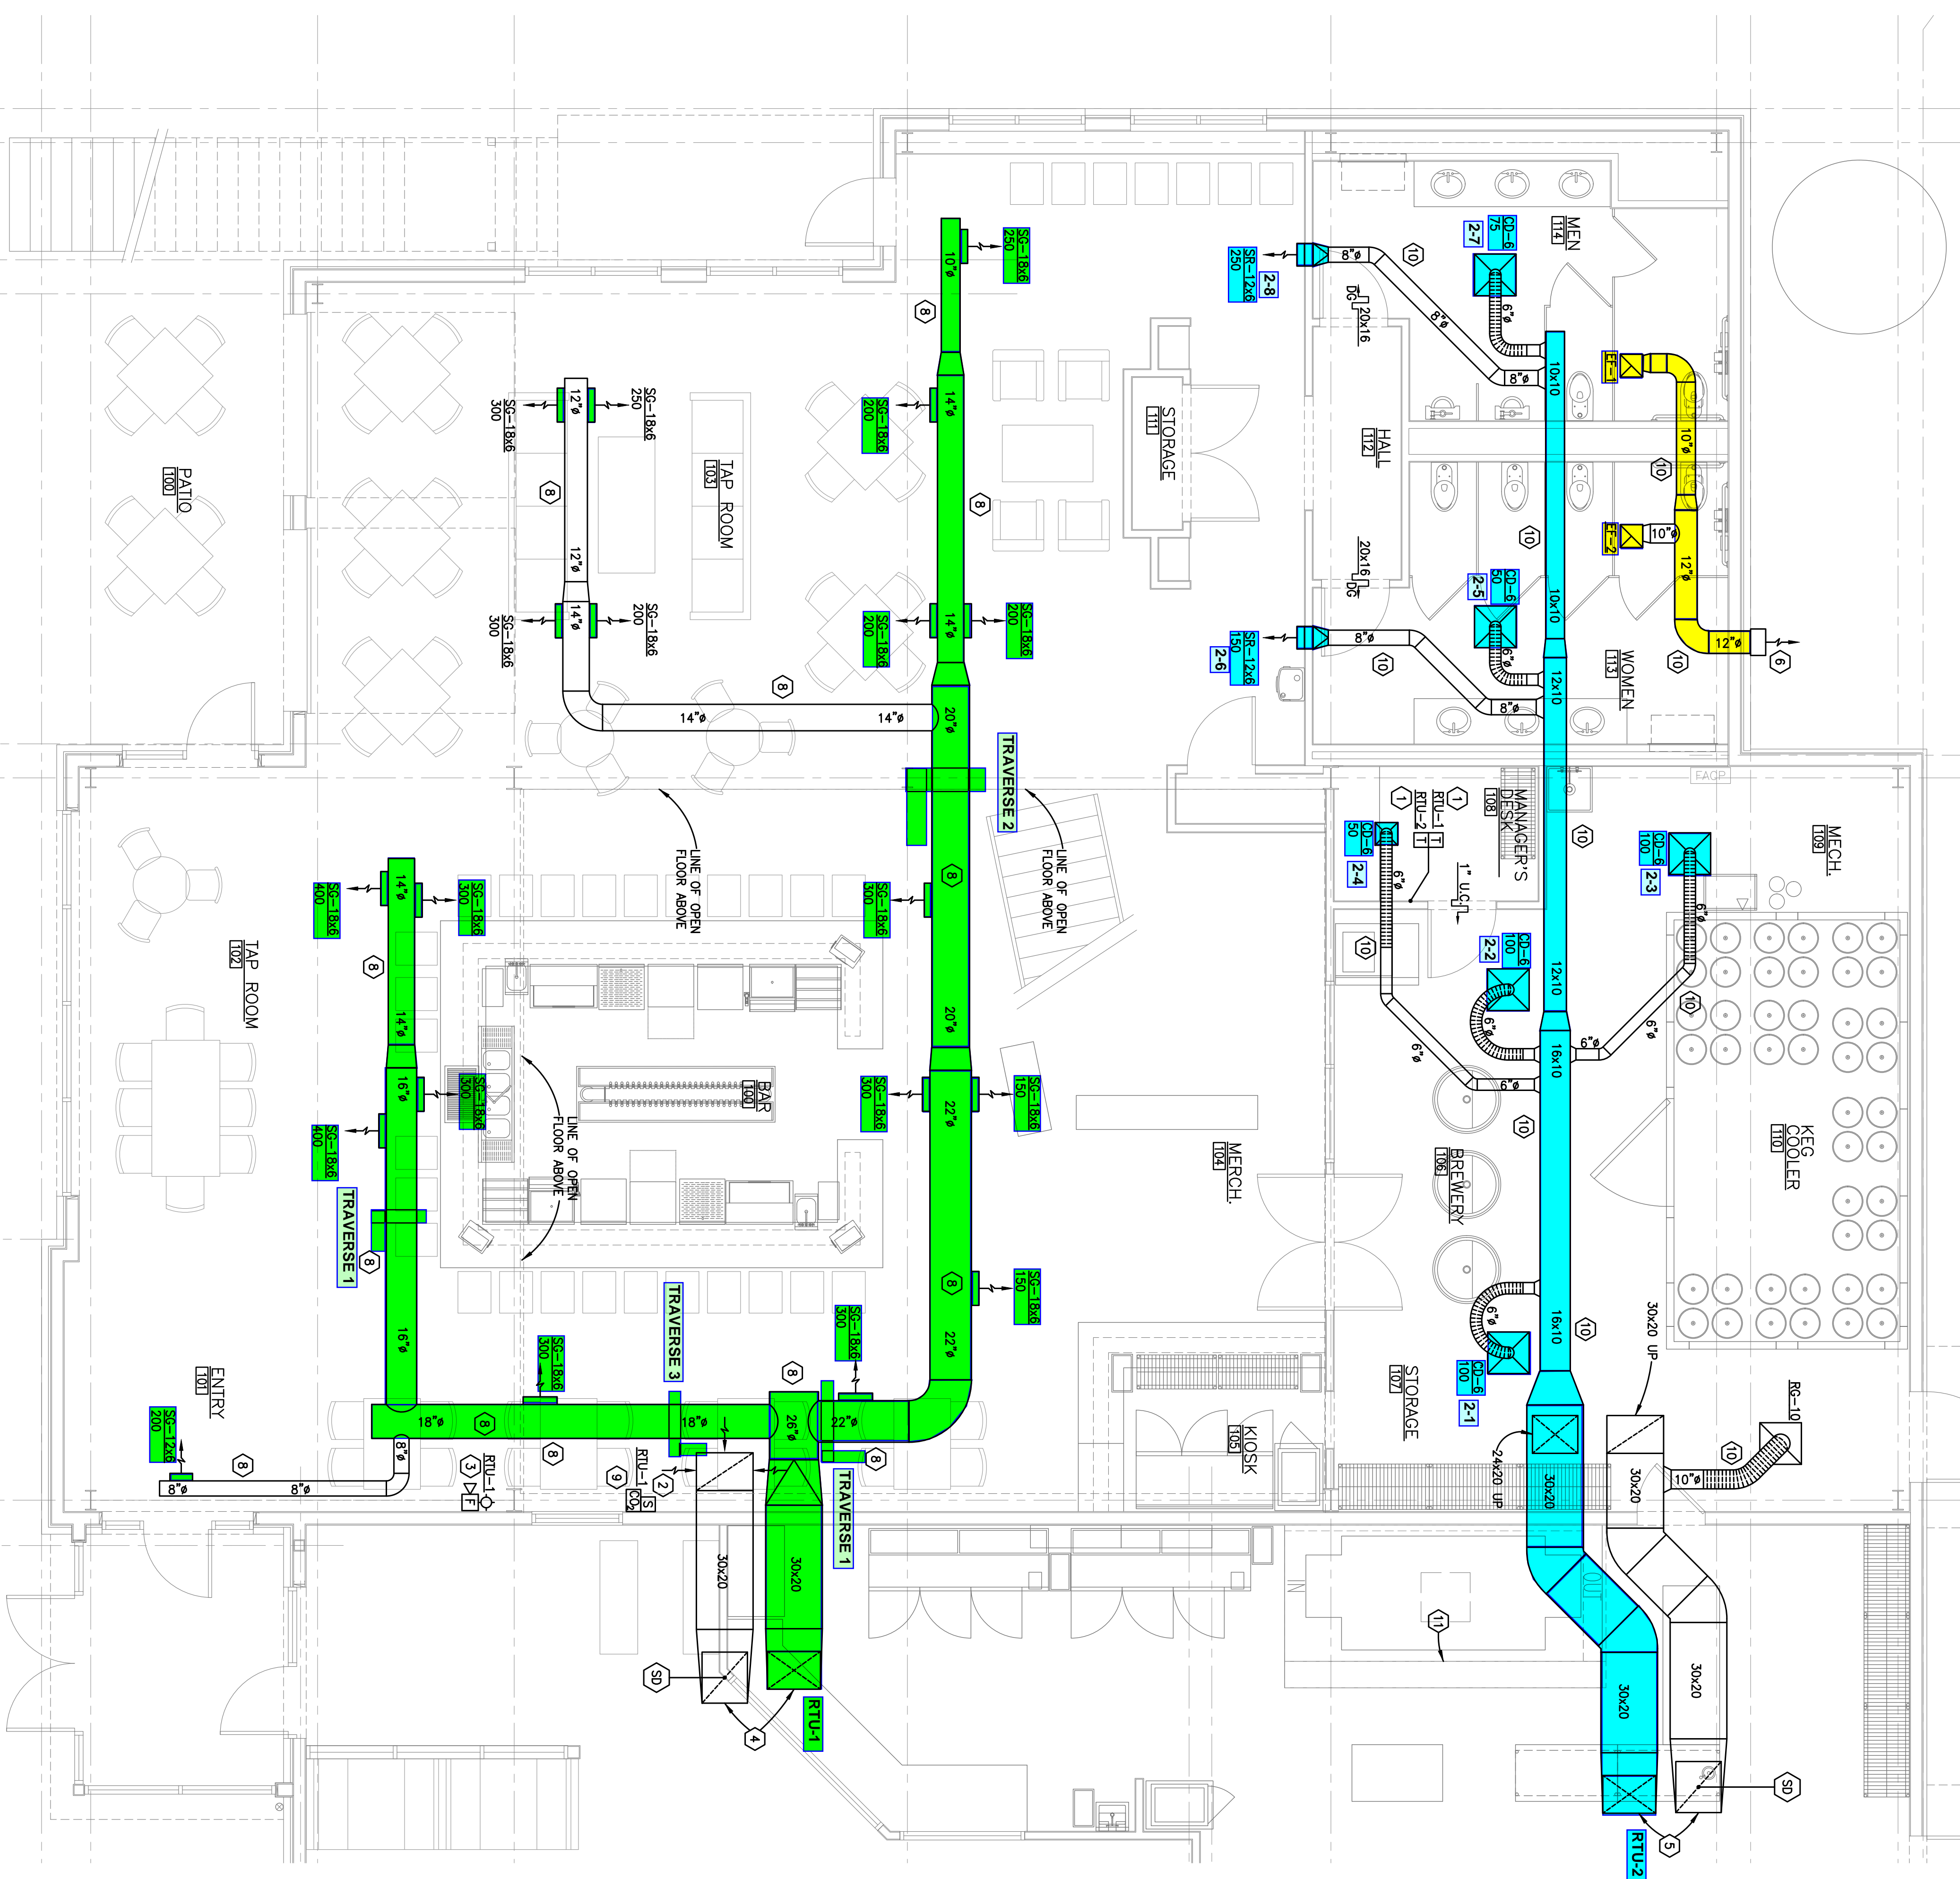 MEN
114
CD-6
75
2-7
6"ø
10
8"ø
8"ø
8"ø
SR-12x6
250
2-8
20x16
DG
EF-1
10"ø
10
EF-2
10"ø
12"ø
12"ø
6
10
10x10
10
10x10
HALL
112
20x16
DG
STORAGE
111
CD-6
50
2-5
6"ø
WOMEN
113
12x10
8"ø
8"ø
10
SR-12x6
150
2-6
SG-18x6
250
10"ø
8
14"ø
SG-18x6
200
8
14"ø
SG-18x6
200
SG-18x6
200
20"ø
TRAVERSE 2
TAP ROOM
103
SG-18x6
250
12"ø
SG-18x6
300
8
12"ø
14"ø
SG-18x6
200
SG-18x6
300
8
14"ø
14"ø
PATIO
100
FACP
MECH.
109
MANAGER'S
DESK
108
10
CD-6
100
2-3
6"ø
10
6"ø
6"ø
1
RTU-1
T
RTU-2
T
1
CD-6
50
2-4
6"ø
10
6"ø
6"ø
1" U.C.
CD-6
100
2-2
6"ø
12x10
16x10
10
KEG
COOLER
110
BREWERY
106
16x10
10
6"ø
CD-6
100
2-1
STORAGE
107
30x20 UP
24x20 UP
RG-10
10
10"ø
30x20
30x20
OUT
IN
11
30x20
30x20
SD
5
RTU-2
LINE OF OPEN
FLOOR ABOVE
LINE OF OPEN
FLOOR ABOVE
8
SG-18x6
300
20"ø
SG-18x6
300
SG-18x6
150
22"ø
MERCH.
104
SG-18x6
150
8
22"ø
BAR
100
LINE OF OPEN
FLOOR ABOVE
KIOSK
105
SG-18x6
300
22"ø
8
TRAVERSE 1
8
26"ø
TRAVERSE 3
18"ø
SG-18x6
300
8
18"ø
8
14"ø
SG-18x6
300
SG-18x6
400
8
14"ø
16"ø
SG-18x6
300
SG-18x6
400
TRAVERSE 1
8
16"ø
TAP ROOM
102
ENTRY
101
SG-12x6
200
8
8"ø
8"ø
8"ø
RTU-1
3
F
RTU-1
9
2
S
CO2
30x20
30x20
SD
4
RTU-1